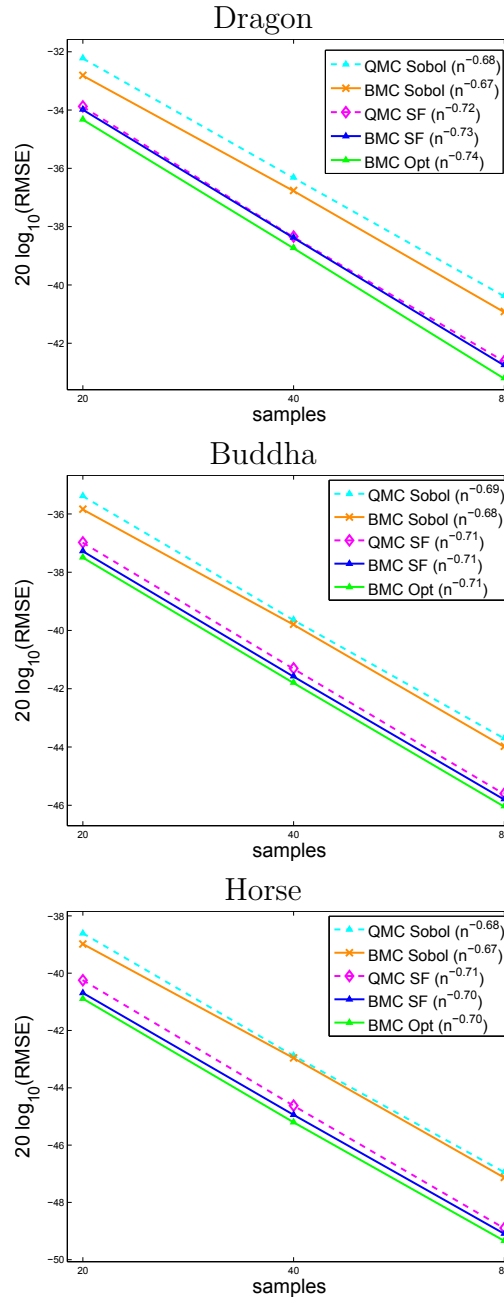 Dragon
−32
−34
−36
−38
−40
−42
20 log10(RMSE)
QMC Sobol (n^−0.68)
BMC Sobol (n^−0.67)
QMC SF (n^−0.72)
BMC SF (n^−0.73)
BMC Opt (n^−0.74)
20
40
8
samples
Buddha
−36
−38
−40
−42
−44
−46
20 log10(RMSE)
QMC Sobol (n^−0.69)
BMC Sobol (n^−0.68)
QMC SF (n^−0.71)
BMC SF (n^−0.71)
BMC Opt (n^−0.71)
20
40
8
samples
Horse
−38
−40
−42
−44
−46
−48
−50
20 log10(RMSE)
QMC Sobol (n^−0.68)
BMC Sobol (n^−0.67)
QMC SF (n^−0.71)
BMC SF (n^−0.70)
BMC Opt (n^−0.70)
20
40
8
samples